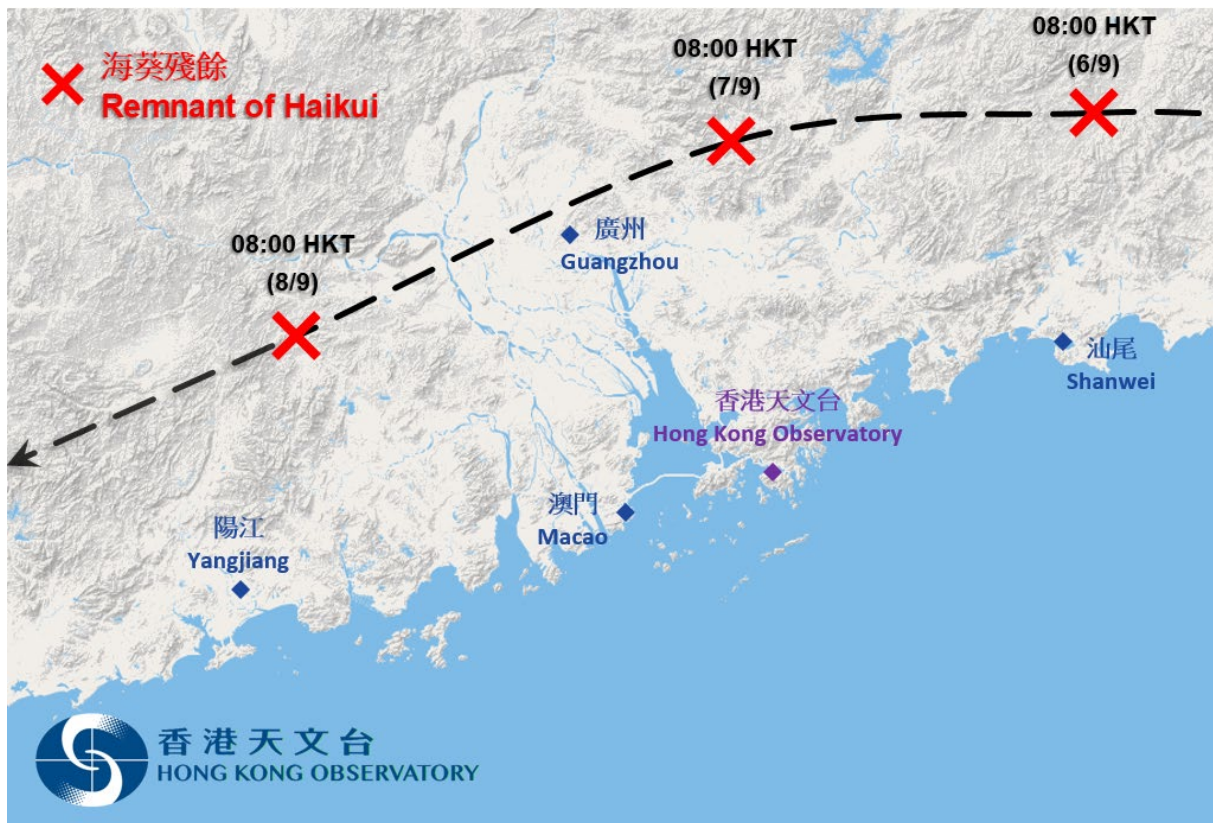 海葵殘餘
Remnant of Haikui
08:00 HKT
(6/9)
08:00 HKT
(7/9)
08:00 HKT
(8/9)
廣州
Guangzhou
汕尾
Shanwei
香港天文台
Hong Kong Observatory
澳門
Macao
陽江
Yangjiang
香港天文台
HONG KONG OBSERVATORY